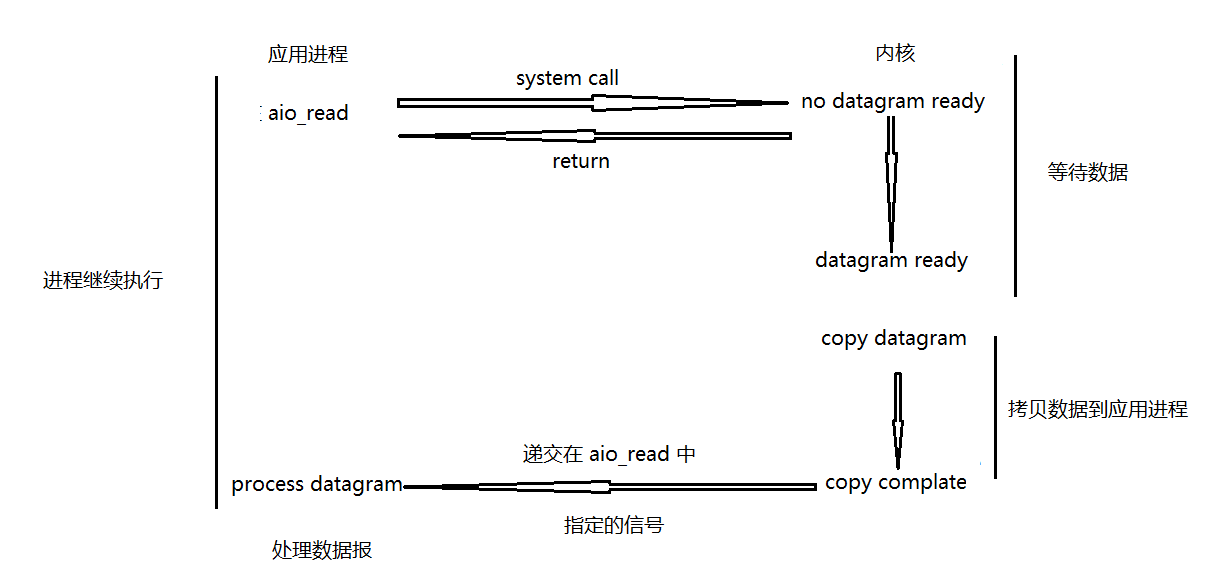 应用进程
内核
system call
aio_read
no datagram ready
return
等待数据
datagram ready
进程继续执行
copy datagram
拷贝数据到应用进程
递交在 aio_read 中
process datagram
copy complate
指定的信号
处理数据报